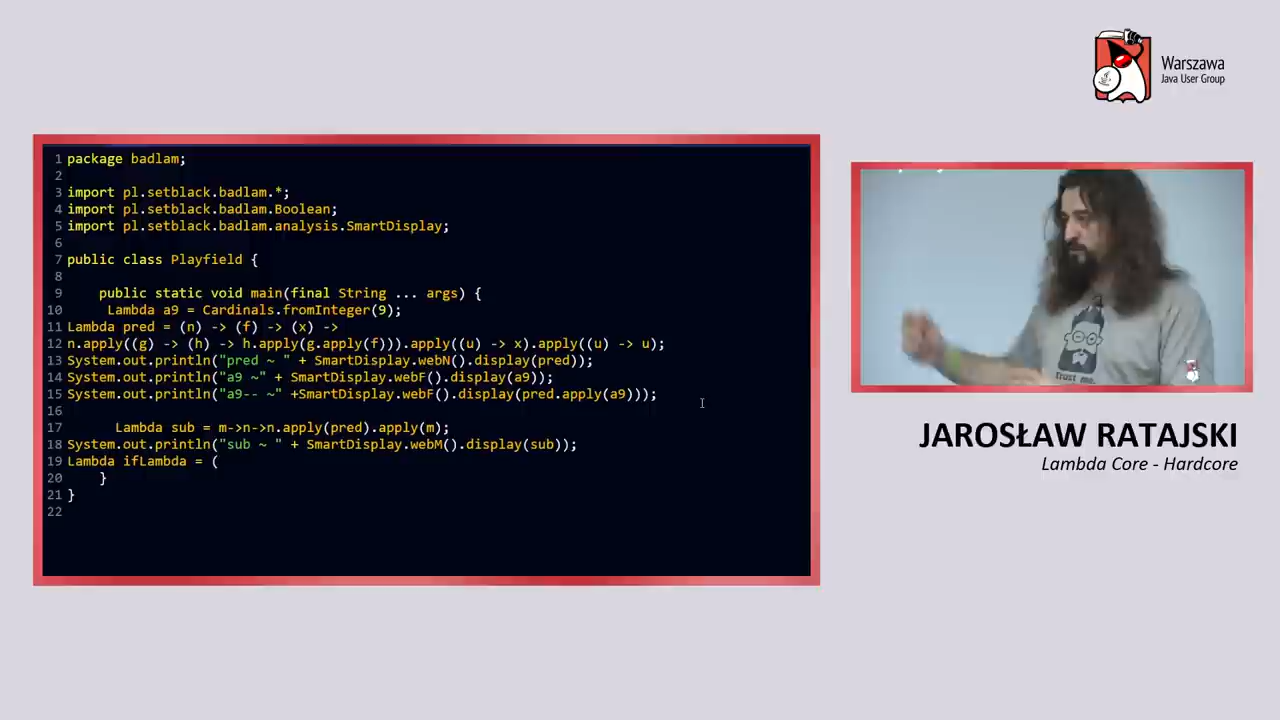 Warszawa
Java User Group
1 package badlam;
2
3 import pl.setblack.badlam.*;
4 import pl.setblack.badlam.Boolean;
5 import pl.setblack.badlam.analysis.SmartDisplay;
6
7 public class Playfield {
8
9     public static void main(final String ... args) {
10      Lambda a9 = Cardinals.fromInteger(9);
11 Lambda pred = (n) -> (f) -> (x) ->
12 n.apply((g) -> (h) -> h.apply(g.apply(f))).apply((u) -> x).apply((u) -> u);
13 System.out.println("pred ~ " + SmartDisplay.webN().display(pred));
14 System.out.println("a9 ~" + SmartDisplay.webF().display(a9));
15 System.out.println("a9-- ~" +SmartDisplay.webF().display(pred.apply(a9)));
16
17       Lambda sub = m->n->n.apply(pred).apply(m);
18 System.out.println("sub ~ " + SmartDisplay.webM().display(sub));
19 Lambda ifLambda = (
20     }
21 }
22
Trust me.
JAROSŁAW RATAJSKI
Lambda Core - Hardcore